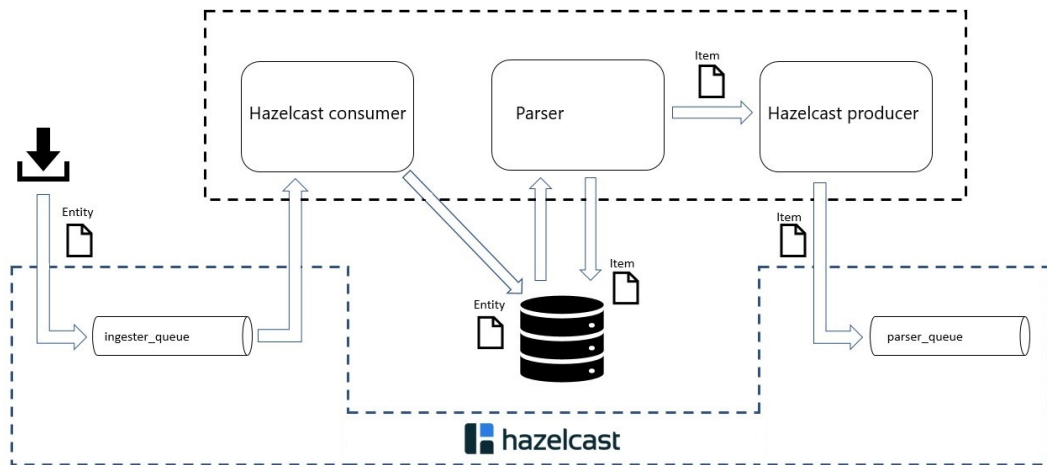 Item
Hazelcast consumer
Parser
Hazelcast producer
Entity
Item
Item
Entity
ingester_queue
parser_queue
hazelcast